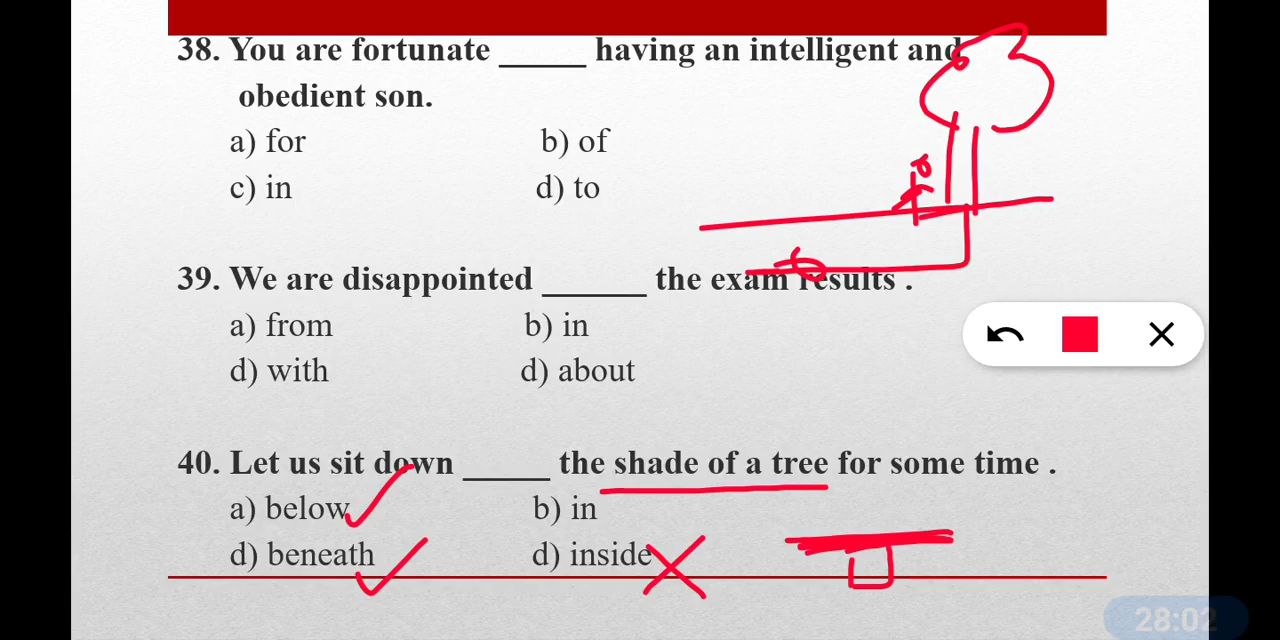 38. You are fortunate _____ having an intelligent and
obedient son.
a) for b) of
c) in d) to
39. We are disappointed ______ the exam results .
a) from b) in
d) with d) about
40. Let us sit down _____ the shade of a tree for some time .
a) below b) in
d) beneath d) inside
28:02